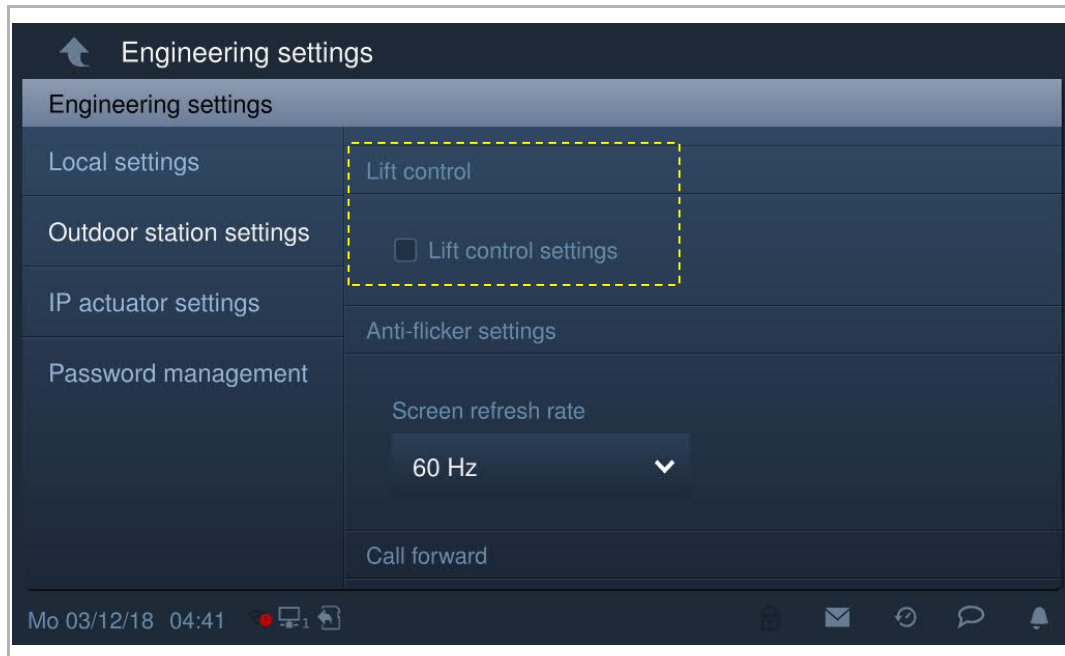 Engineering settings
Engineering settings
Local settings
Outdoor station settings
IP actuator settings
Password management
Lift control
Lift control settings
Anti-flicker settings
Screen refresh rate
60 Hz
Call forward
Mo 03/12/18 04:41
1